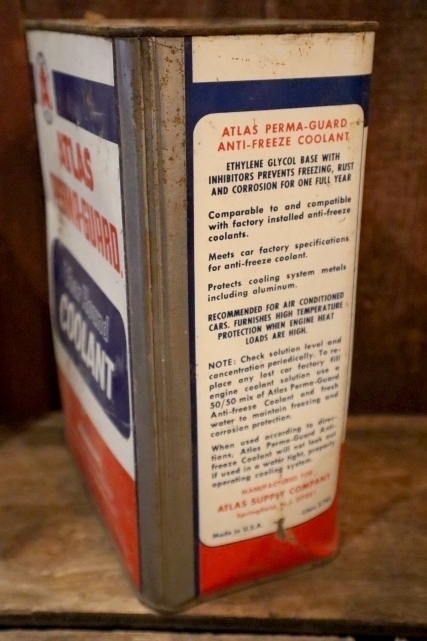 ATLAS
PERMA-GUARD
COOLANT
ATLAS PERMA-GUARD
ANTI-FREEZE COOLANT
ETHYLENE GLYCOL BASE WITH
INHIBITORS PREVENTS FREEZING, RUST
AND CORROSION FOR ONE FULL YEAR
Comparable to and compatible
with factory installed anti-freeze
coolants.
Meets car factory specifications
for anti-freeze coolant.
Protects cooling system metals
including aluminum.
RECOMMENDED FOR AIR CONDITIONED
CARS. FURNISHES HIGH TEMPERATURE
PROTECTION WHEN ENGINE HEAT
LOADS ARE HIGH.
NOTE: Check solution level and
concentration periodically. To re-
place any lost car factory fill
engine coolant solution use a
50/50 mix of Atlas Perma-Guard
Anti-freeze Coolant and fresh
water to maintain freezing and
corrosion protection.
When used according to direc-
tions, Atlas Perma-Guard Anti-
freeze Coolant will not leak out
if used in a water tight, properly
operating cooling system.
MANUFACTURED FOR
ATLAS SUPPLY COMPANY
Springfield, N.J.
Made in U.S.A.